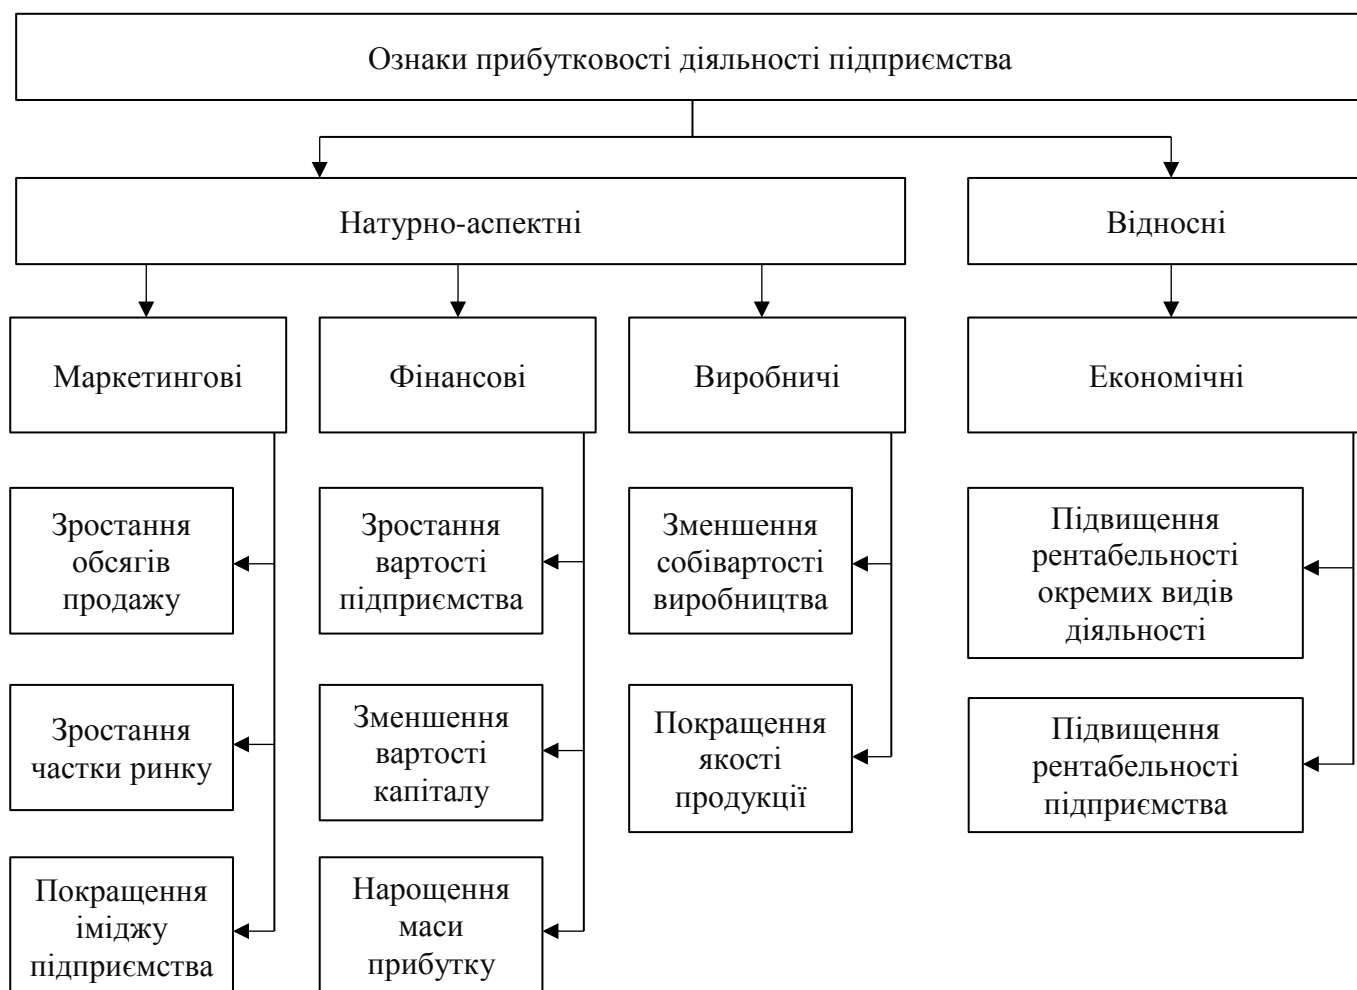 Ознаки прибутковості діяльності підприємства
Натурно-аспектні
Відносні
Маркетингові
Фінансові
Виробничі
Економічні
Зростання
обсягів
продажу
Зростання
вартості
підприємства
Зменшення
собівартості
виробництва
Підвищення
рентабельності
окремих видів
діяльності
Зростання
частки ринку
Зменшення
вартості
капіталу
Покращення
якості
продукції
Підвищення
рентабельності
підприємства
Покращення
іміджу
підприємства
Нарощення
маси
прибутку